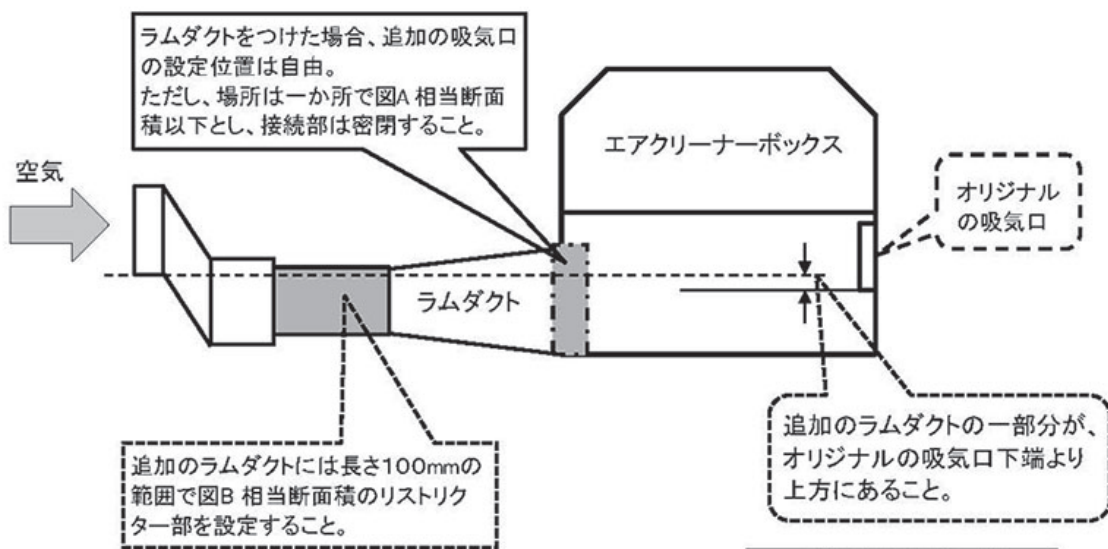 ラムダクトをつけた場合、追加の吸気口
の設定位置は自由。
ただし、場所は一か所で図A 相当断面
積以下とし、接続部は密閉すること。
エアクリーナーボックス
空気
オリジナル
の吸気口
ラムダクト
追加のラムダクトの一部分が、
オリジナルの吸気口下端より
上方にあること。
追加のラムダクトには長さ100mmの
範囲で図B 相当断面積のリストリク
ター部を設定すること。